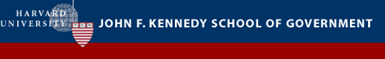 HARVARD
UNIVERSITY
JOHN F. KENNEDY SCHOOL OF GOVERNMENT